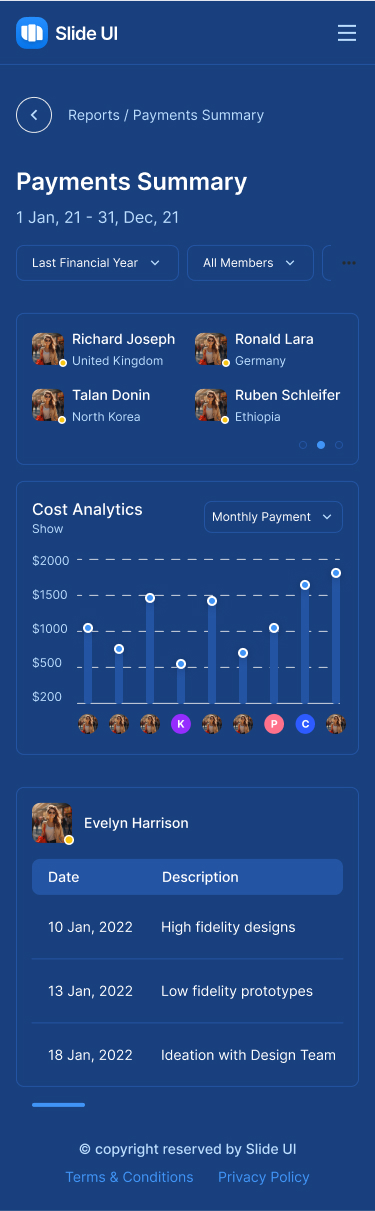 Slide UI
Reports / Payments Summary
Payments Summary
1 Jan, 21 - 31, Dec, 21
Last Financial Year
All Members
Richard Joseph
United Kingdom
Ronald Lara
Germany
Talan Donin
North Korea
Ruben Schleifer
Ethiopia
Cost Analytics
Show
Monthly Payment
$2000
$1500
$1000
$500
$200
K P C
Evelyn Harrison
Date Description
10 Jan, 2022 High fidelity designs
13 Jan, 2022 Low fidelity prototypes
18 Jan, 2022 Ideation with Design Team
© copyright reserved by Slide UI
Terms & Conditions Privacy Policy